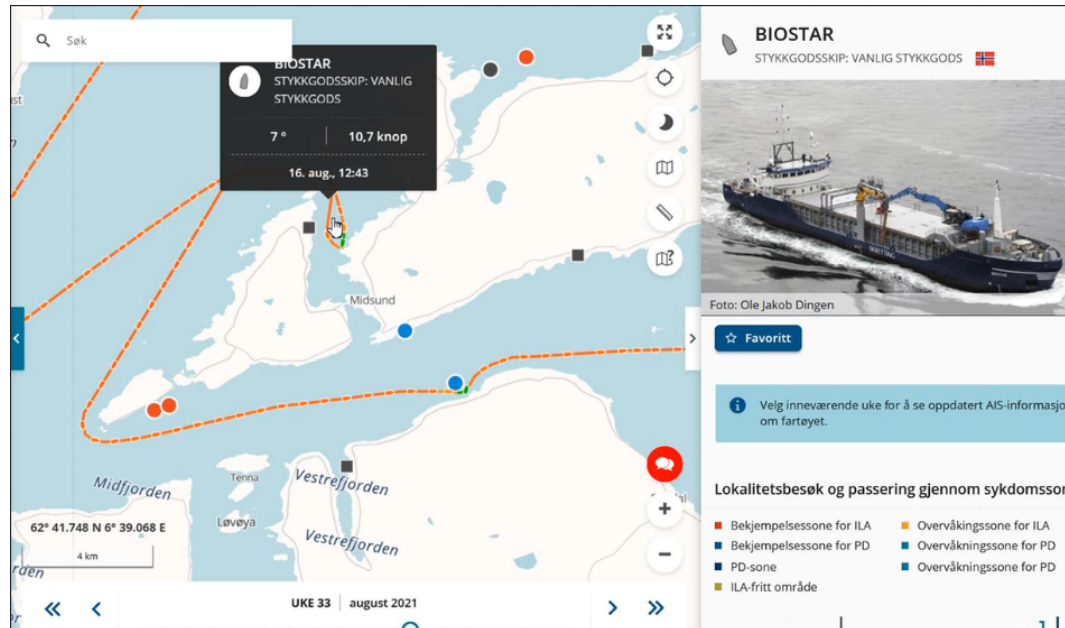 Søk
BIOSTAR
STYKKGODSSKIP: VANLIG
STYKKGODS
7 °
10,7 knop
16. aug., 12:43
Midsund
Midfjorden
Tenna
Vestrefjorden
Løvøya
Vestrefjorden
62° 41.748 N 6° 39.068 E
4 km
UKE 33
august 2021
BIOSTAR
STYKKGODSSKIP: VANLIG STYKKGODS
SKRETTING
Foto: Ole Jakob Dingen
Favoritt
Velg inneværende uke for å se oppdatert AIS-informasjo
om fartøyet.
Lokalitetsbesøk og passering gjennom sykdomsson
Bekjempelsessone for ILA
Overvåkingssone for ILA
Bekjempelsessone for PD
Overvåkningssone for PD
PD-sone
Overvåkningssone for PD
ILA-fritt område
1